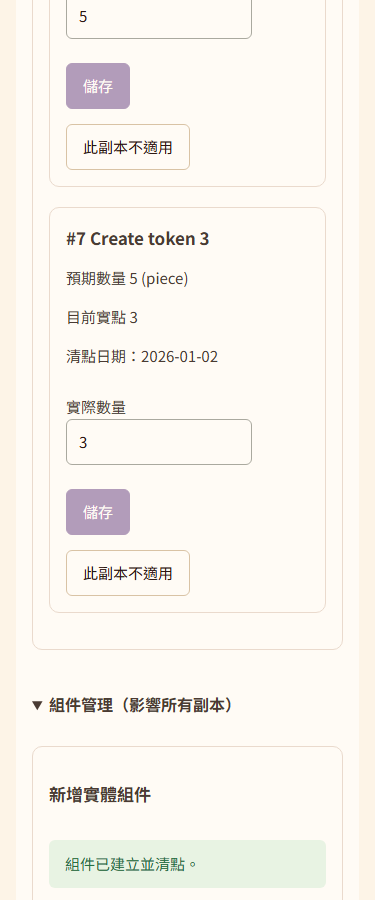 5
儲存
此副本不適用
#7 Create token 3
預期數量 5 (piece)
目前實點 3
清點日期：2026-01-02
實際數量
3
儲存
此副本不適用
▼ 組件管理（影響所有副本）
新增實體組件
組件已建立並清點。